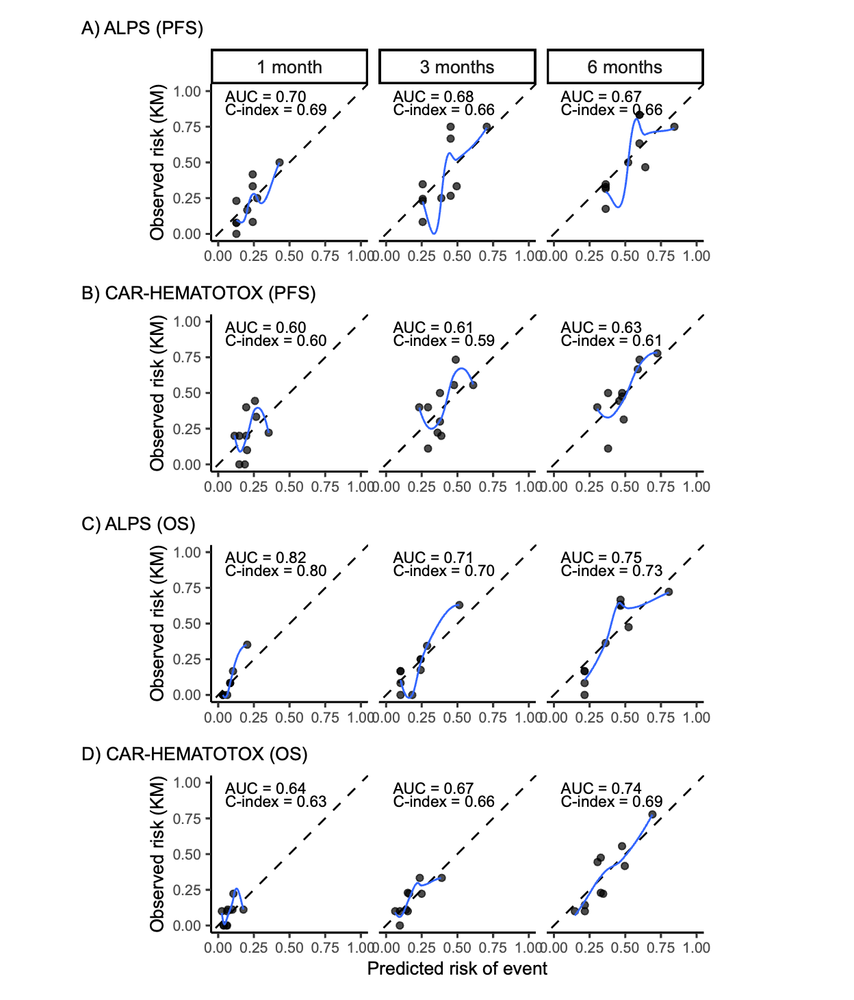 A) ALPS (PFS)
1 month
3 months
6 months
Observed risk (KM)
1.00
0.75
0.50
0.25
0.00
AUC = 0.70
C-index = 0.69
AUC = 0.68
C-index = 0.66
AUC = 0.67
C-index = 0.66
0.00 0.25 0.50 0.75 1.00 0.00 0.25 0.50 0.75 1.00 0.00 0.25 0.50 0.75 1.00
B) CAR-HEMATOTOX (PFS)
Observed risk (KM)
1.00
0.75
0.50
0.25
0.00
AUC = 0.60
C-index = 0.60
AUC = 0.61
C-index = 0.59
AUC = 0.63
C-index = 0.61
0.00 0.25 0.50 0.75 1.00 0.00 0.25 0.50 0.75 1.00 0.00 0.25 0.50 0.75 1.00
C) ALPS (OS)
Observed risk (KM)
1.00
0.75
0.50
0.25
0.00
AUC = 0.82
C-index = 0.80
AUC = 0.71
C-index = 0.70
AUC = 0.75
C-index = 0.73
0.00 0.25 0.50 0.75 1.00 0.00 0.25 0.50 0.75 1.00 0.00 0.25 0.50 0.75 1.00
D) CAR-HEMATOTOX (OS)
Observed risk (KM)
1.00
0.75
0.50
0.25
0.00
AUC = 0.64
C-index = 0.63
AUC = 0.67
C-index = 0.66
AUC = 0.74
C-index = 0.69
0.00 0.25 0.50 0.75 1.00 0.00 0.25 0.50 0.75 1.00 0.00 0.25 0.50 0.75 1.00
Predicted risk of event